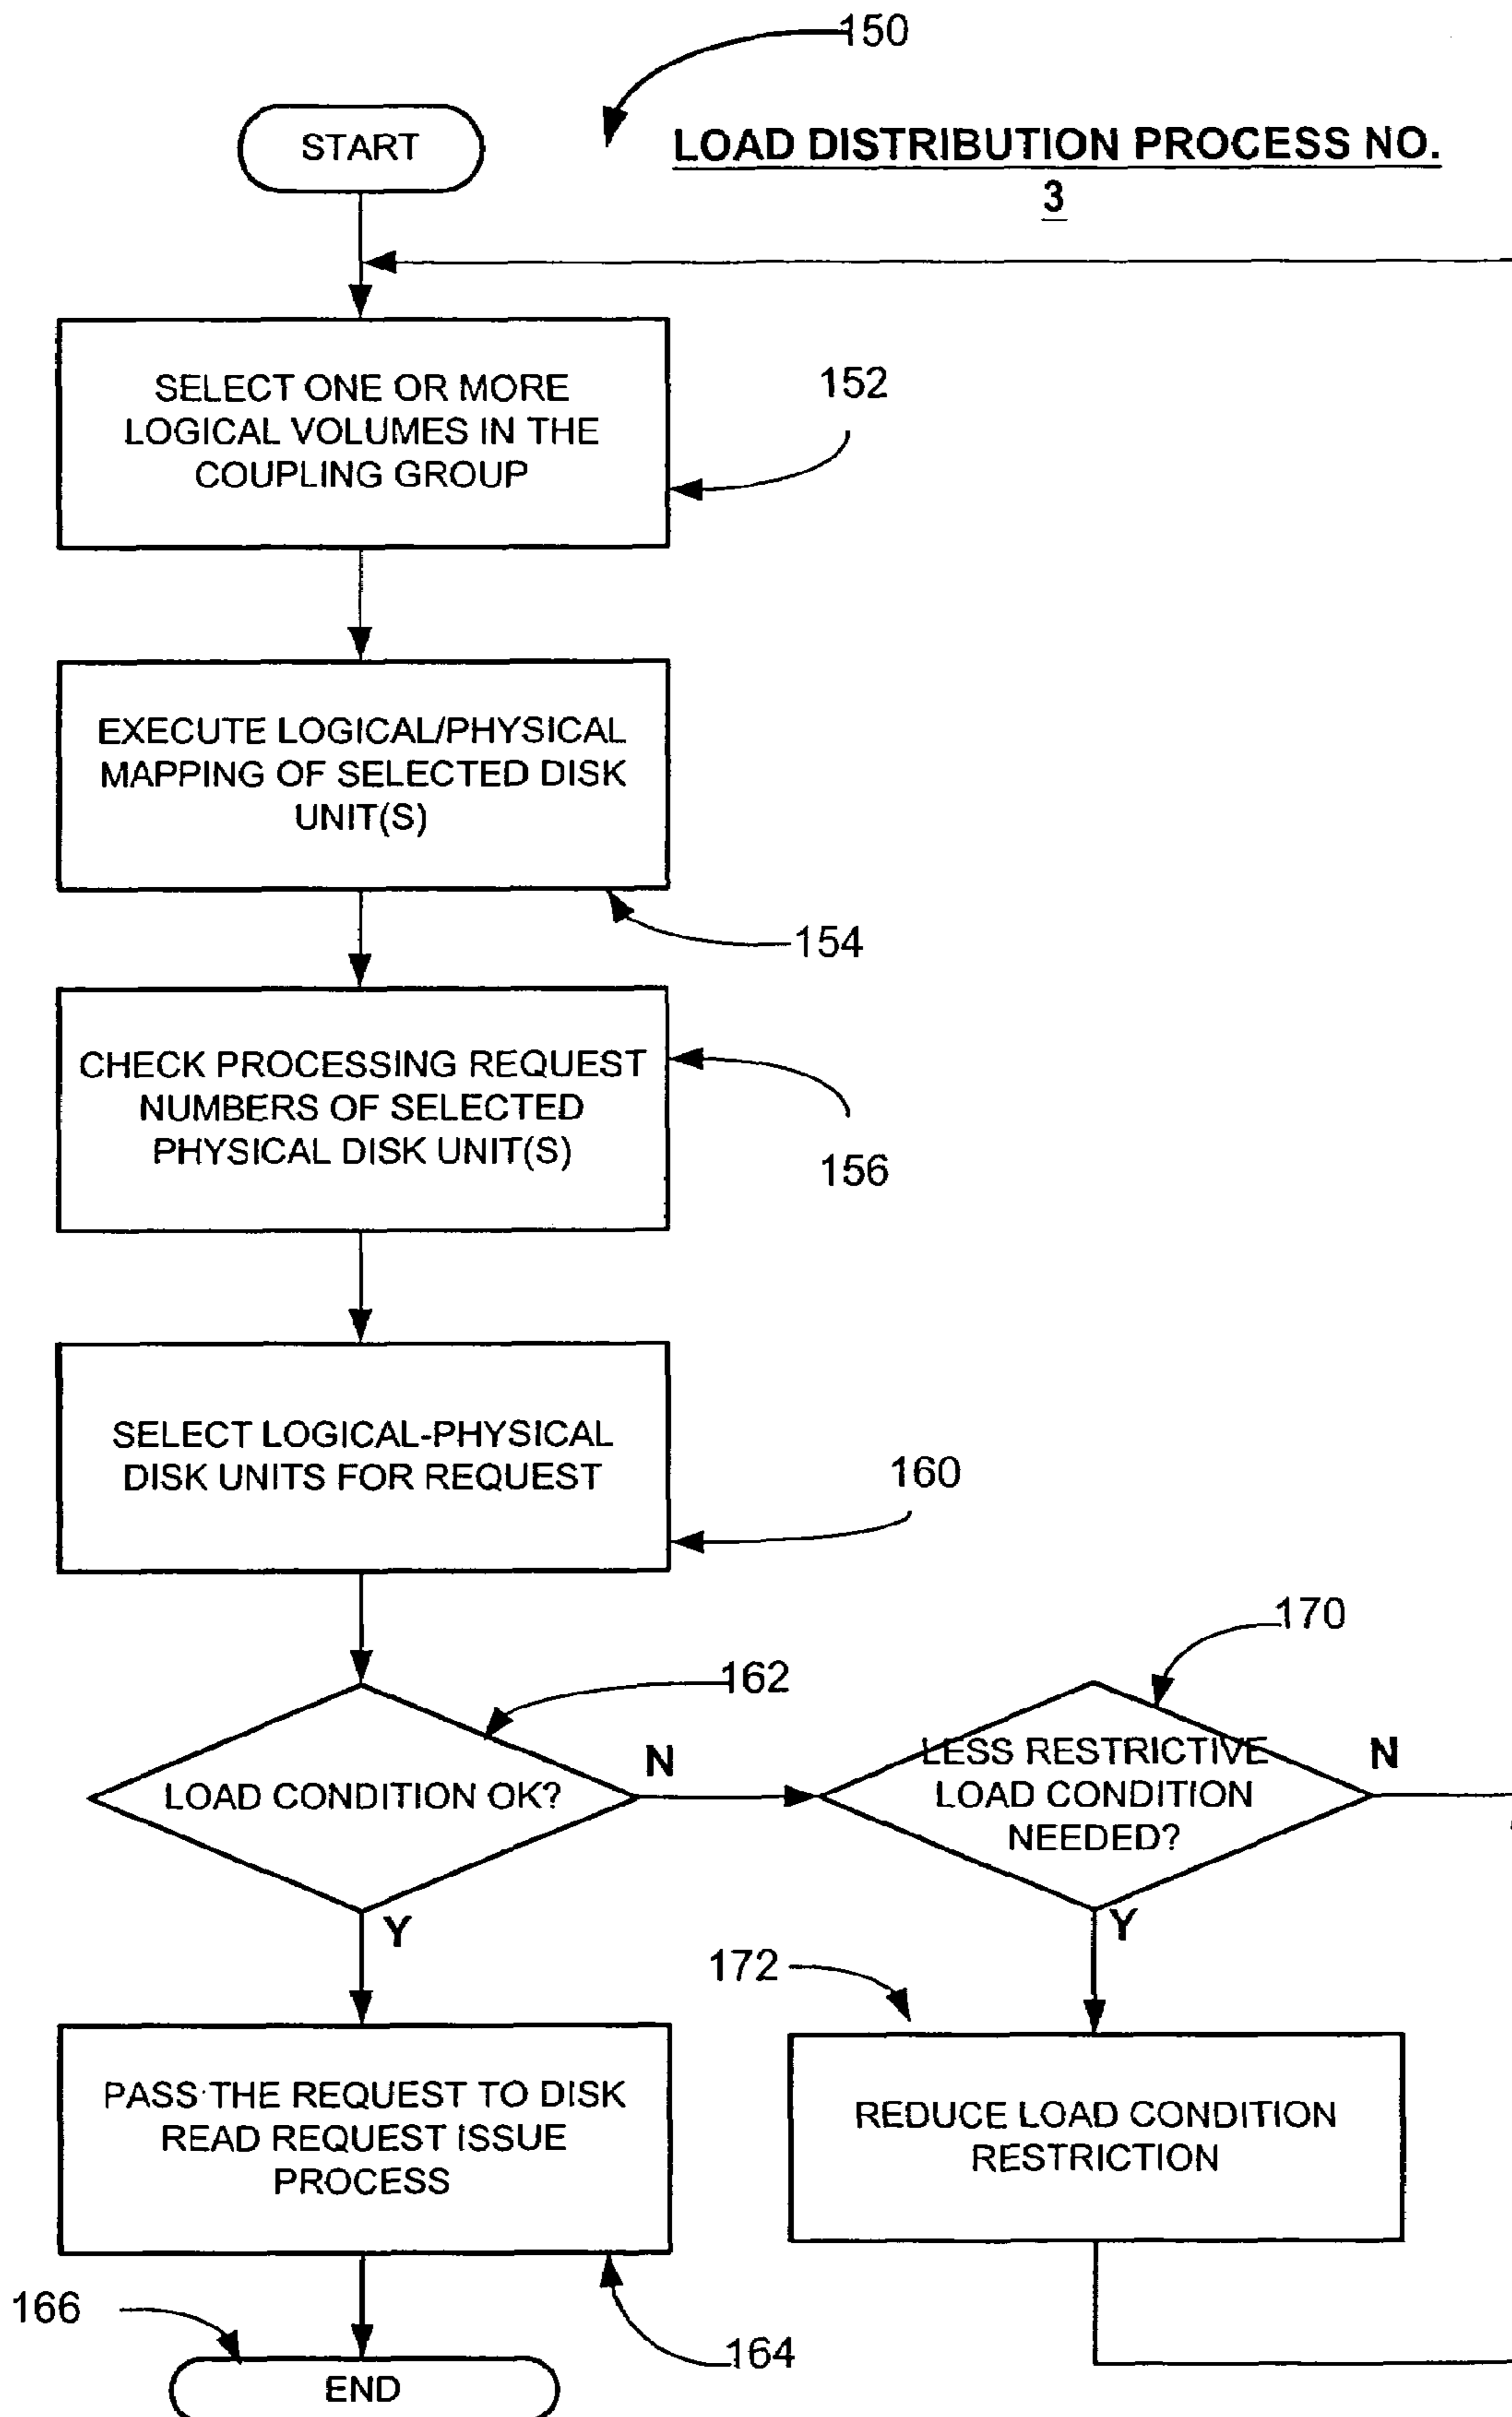 150
START
LOAD DISTRIBUTION PROCESS NO.
3
SELECT ONE OR MORE
LOGICAL VOLUMES IN THE
COUPLING GROUP
152
EXECUTE LOGICAL/PHYSICAL
MAPPING OF SELECTED DISK
UNIT(S)
154
CHECK PROCESSING REQUEST
NUMBERS OF SELECTED
PHYSICAL DISK UNIT(S)
156
SELECT LOGICAL-PHYSICAL
DISK UNITS FOR REQUEST
160
170
162
LOAD CONDITION OK?
N
LESS RESTRICTIVE
LOAD CONDITION
NEEDED?
N
Y
Y
172
PASS THE REQUEST TO DISK
READ REQUEST ISSUE
PROCESS
REDUCE LOAD CONDITION
RESTRICTION
166
164
END